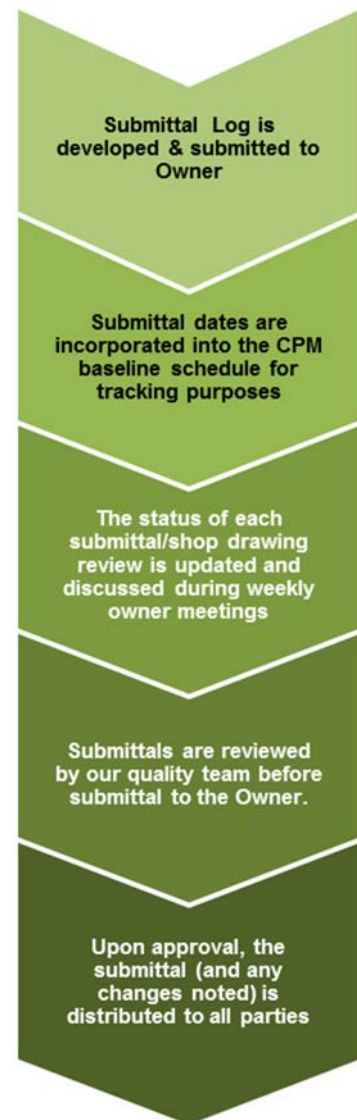 Submittal Log is
developed & submitted to
Owner
Submittal dates are
incorporated into the CPM
baseline schedule for
tracking purposes
The status of each
submittal/shop drawing
review is updated and
discussed during weekly
owner meetings
Submittals are reviewed
by our quality team before
submittal to the Owner.
Upon approval, the
submittal (and any
changes noted) is
distributed to all parties